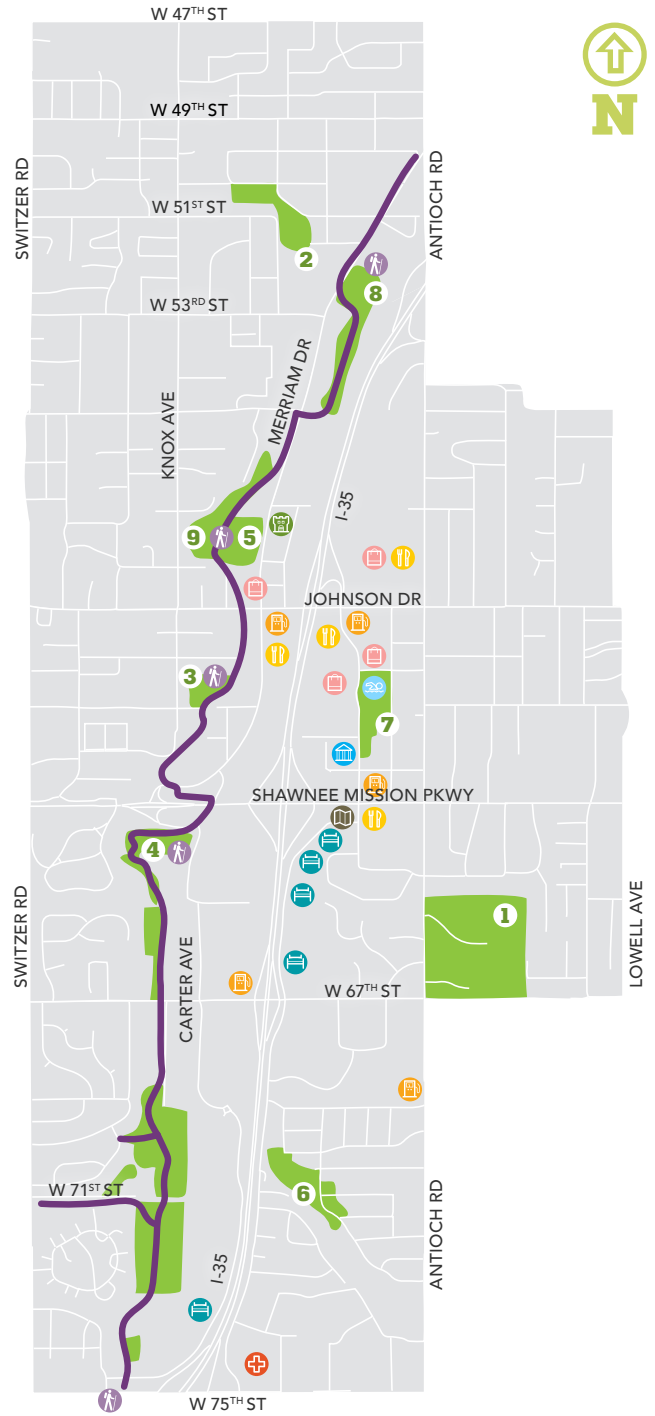 W 47TH ST
N
W 49TH ST
SWITZER RD
ANTIOCH RD
W 51ST ST
2
8
W 53RD ST
MERRIAM DR
KNOX AVE
I-35
9
5
JOHNSON DR
3
7
SHAWNEE MISSION PKWY
4
1
SWITZER RD
CARTER AVE
LOWELL AVE
W 67TH ST
W 71ST ST
6
ANTIOCH RD
I-35
W 75TH ST